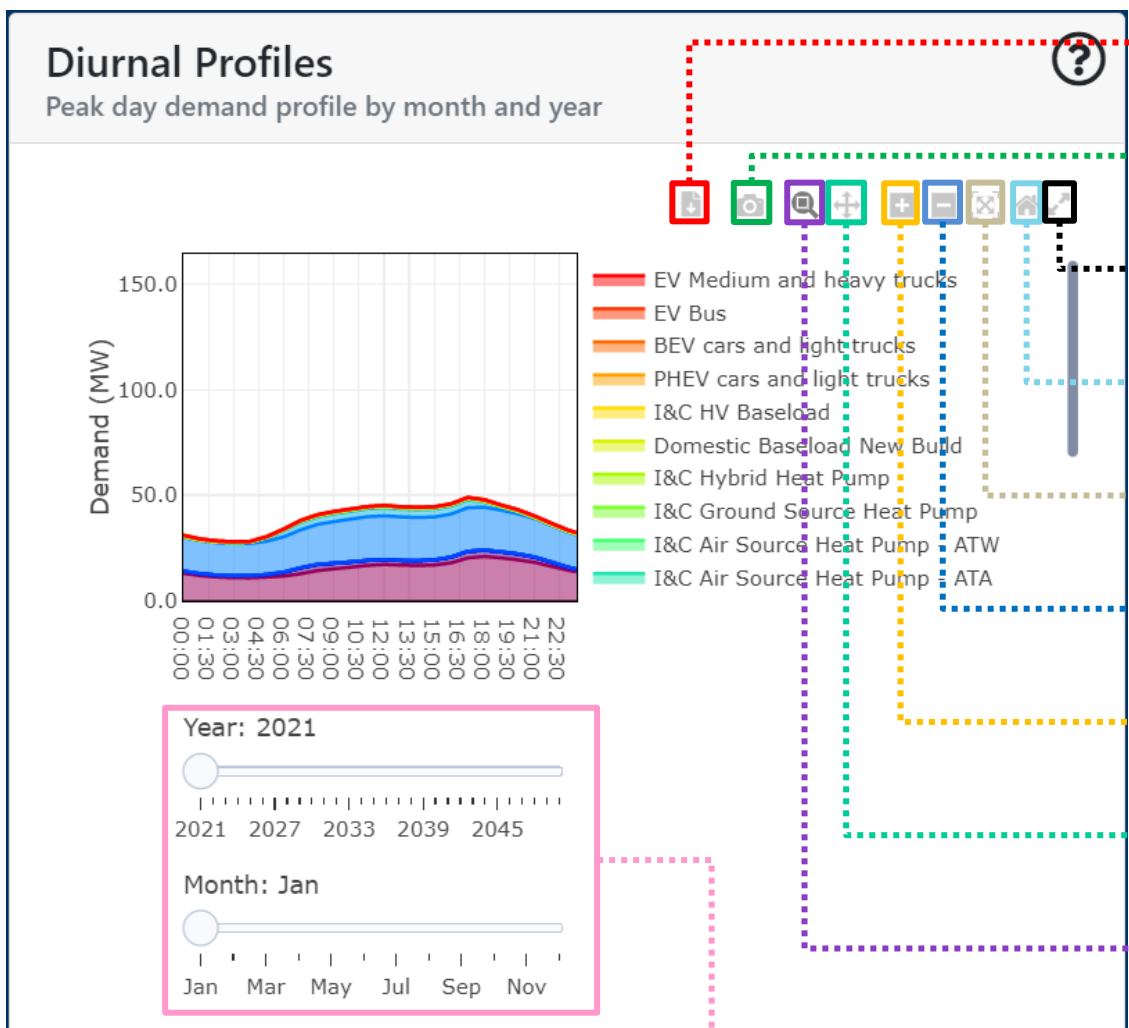 Diurnal Profiles
Peak day demand profile by month and year
?
Demand (MW)
150.0
100.0
50.0
0.0
00:00 01:30 03:00 04:30 06:00 07:30 09:00 10:30 12:00 13:30 15:00 16:30 18:00 19:30 21:00 22:30
EV Medium and heavy trucks
EV Bus
BEV cars and light trucks
PHEV cars and light trucks
I&C HV Baseload
Domestic Baseload New Build
I&C Hybrid Heat Pump
I&C Ground Source Heat Pump
I&C Air Source Heat Pump - ATW
I&C Air Source Heat Pump - ATA
Year: 2021
2021 2027 2033 2039 2045
Month: Jan
Jan Mar May Jul Sep Nov